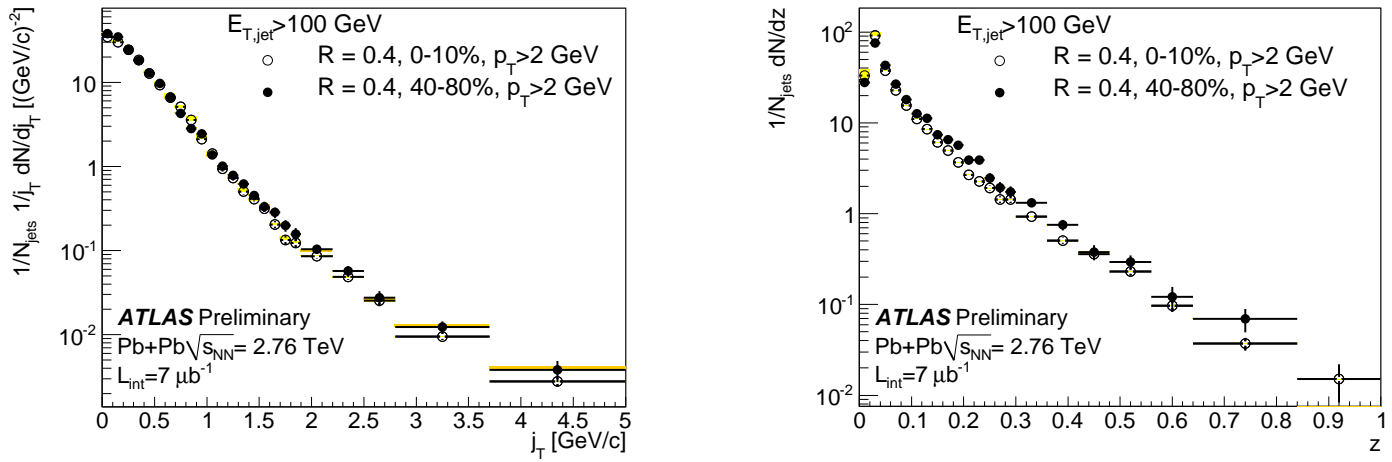 E_T,jet>100 GeV
R = 0.4, 0-10%, p_T>2 GeV
R = 0.4, 40-80%, p_T>2 GeV
1/N_jets 1/j_T dN/dj_T [(GeV/c)^-2]
10
1
10^-1
10^-2
ATLAS Preliminary
Pb+Pb√s_NN= 2.76 TeV
L_int=7 μb^-1
0 0.5 1 1.5 2 2.5 3 3.5 4 4.5 5
j_T [GeV/c]
E_T,jet>100 GeV
R = 0.4, 0-10%, p_T>2 GeV
R = 0.4, 40-80%, p_T>2 GeV
1/N_jets dN/dz
10^2
10
1
10^-1
10^-2
ATLAS Preliminary
Pb+Pb√s_NN= 2.76 TeV
L_int=7 μb^-1
0 0.1 0.2 0.3 0.4 0.5 0.6 0.7 0.8 0.9 1
z